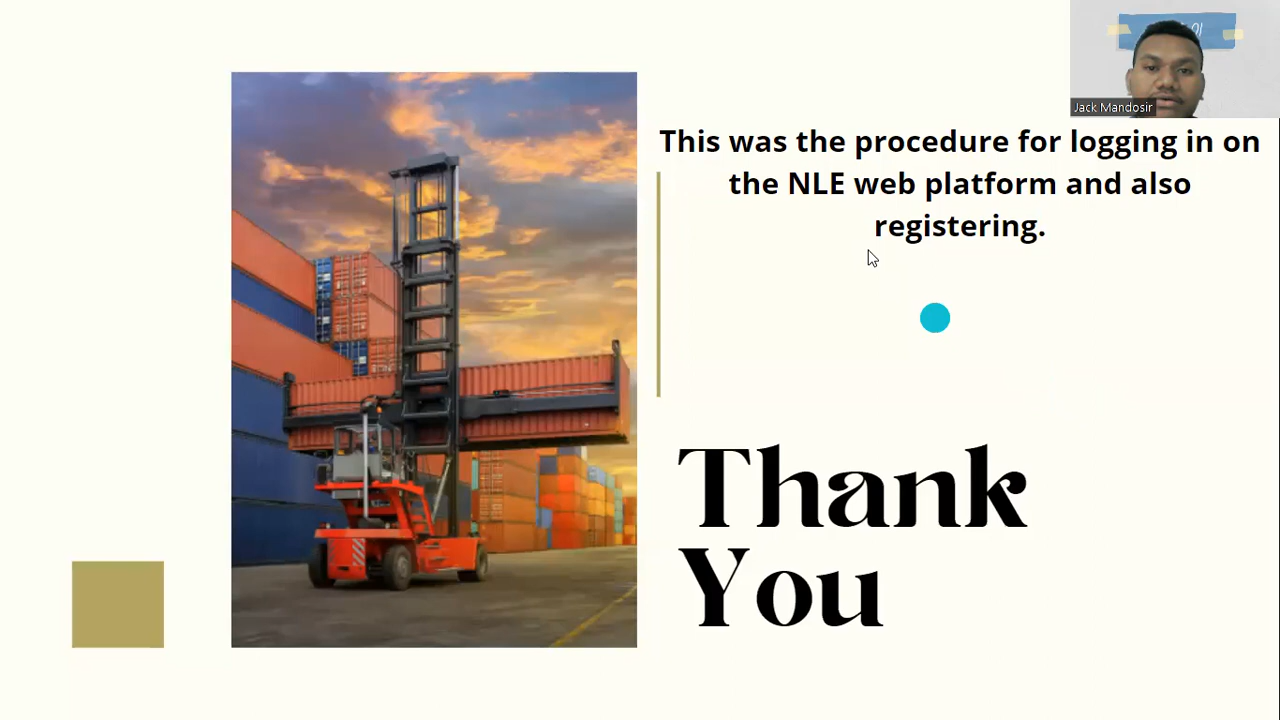 Jack Mandosir
This was the procedure for logging in on
the NLE web platform and also
registering.
Thank
You